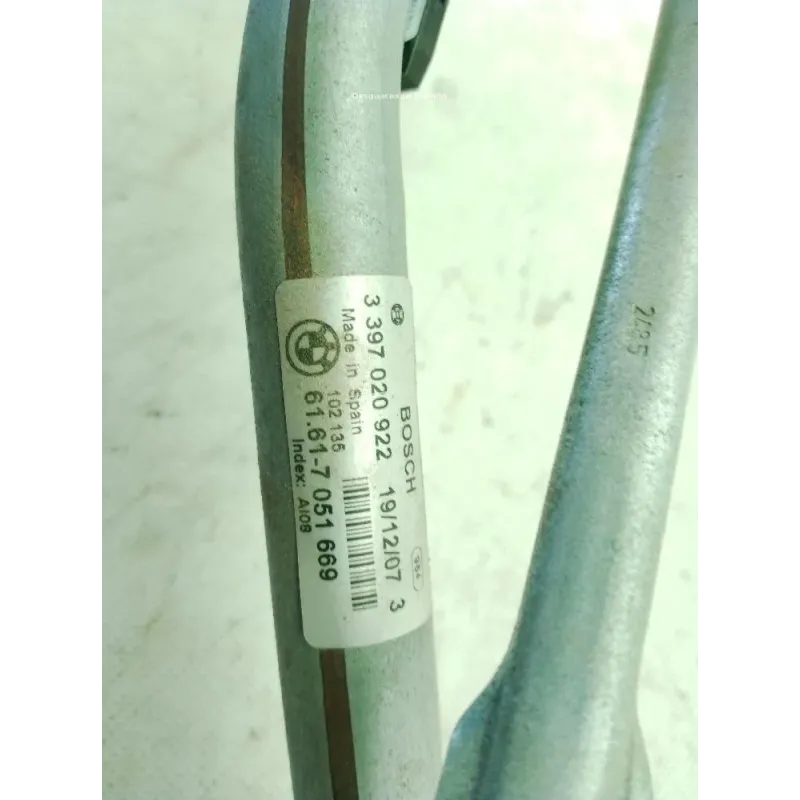 BOSCH
3 397 020 922 19/12/07 3
Made in Spain
102 135
61.61-7 051 669
Index: AI08
2485